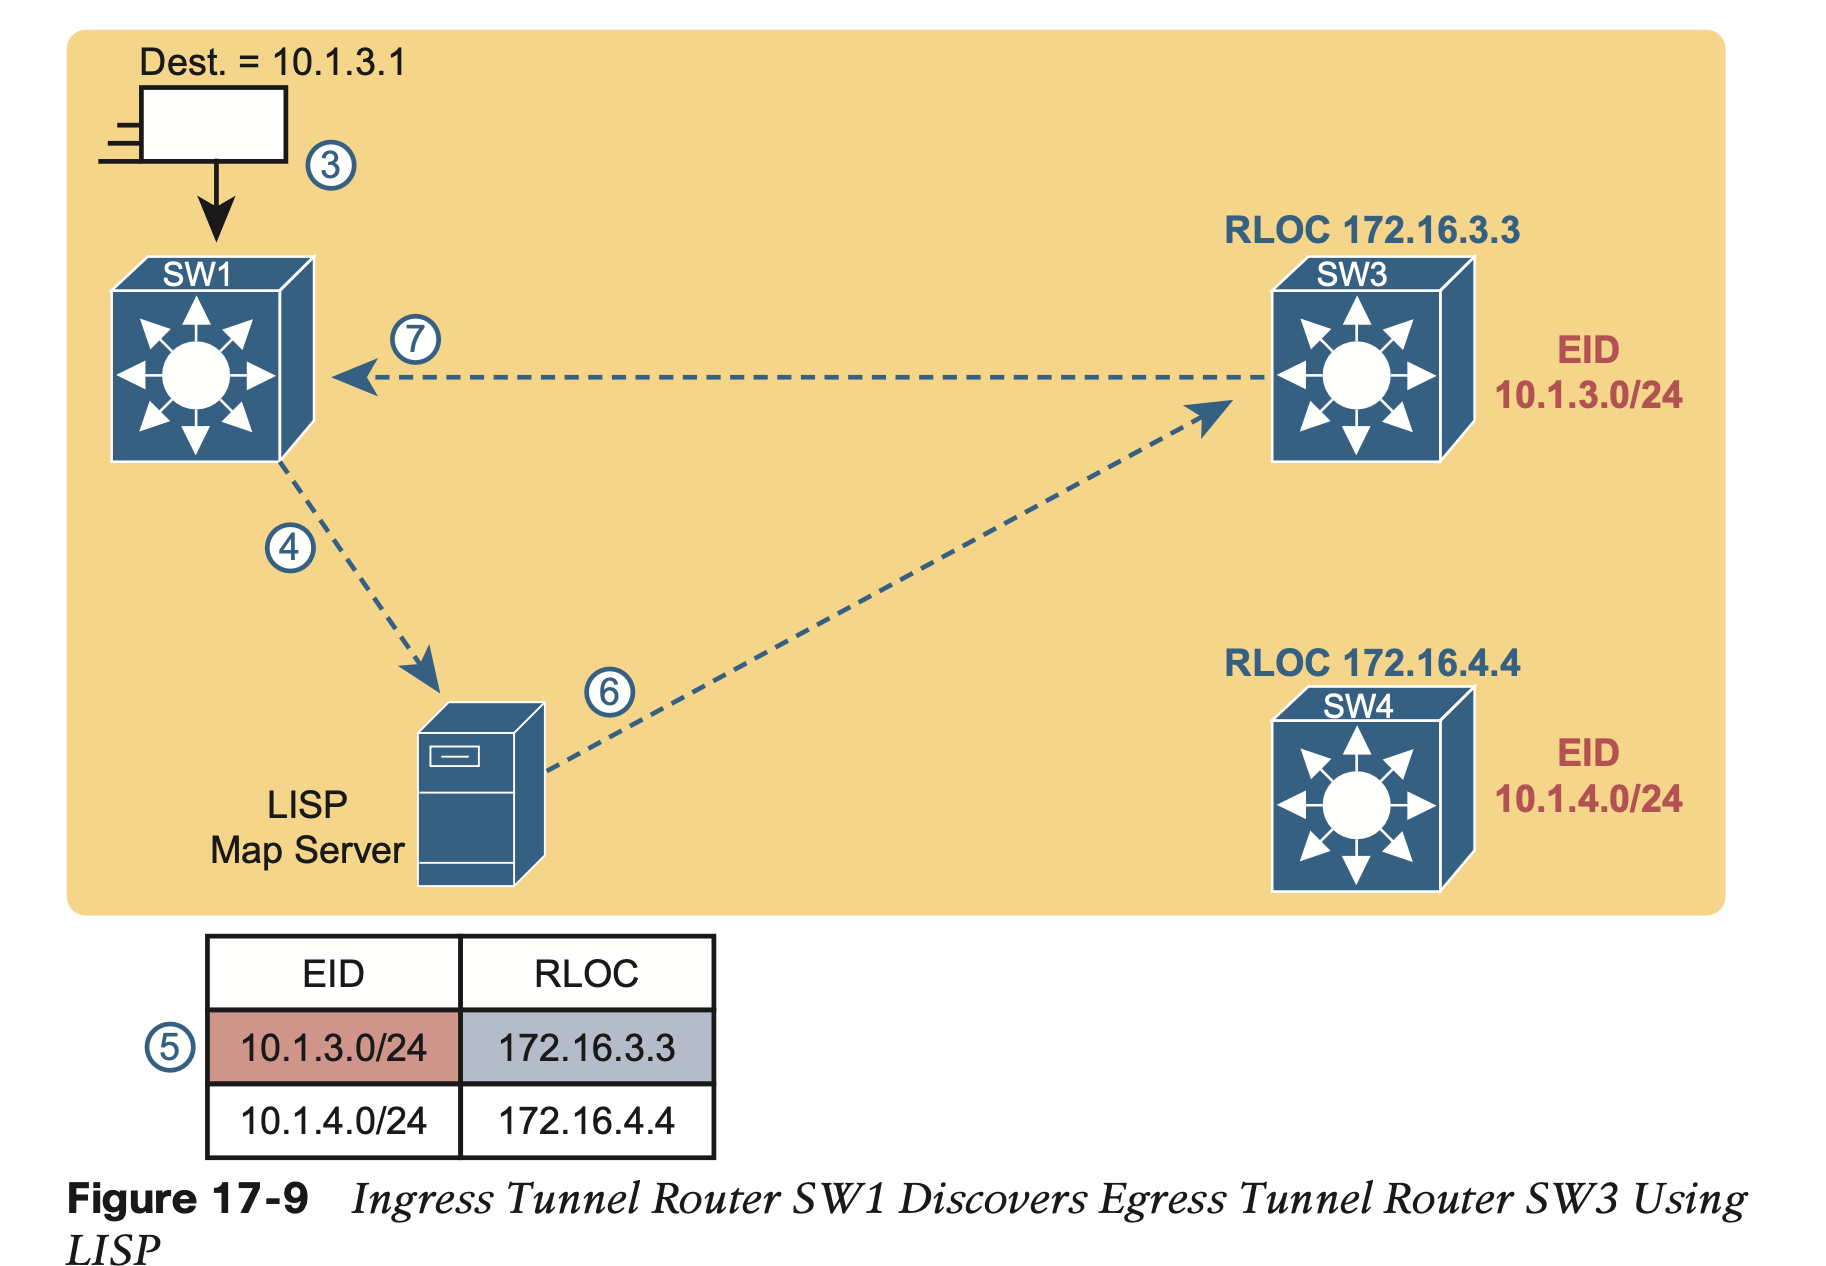 Dest. = 10.1.3.1
3
SW1
RLOC 172.16.3.3
SW3
7
EID
10.1.3.0/24
4
6
RLOC 172.16.4.4
SW4
EID
10.1.4.0/24
LISP
Map Server
EID RLOC
5 10.1.3.0/24 172.16.3.3
10.1.4.0/24 172.16.4.4
Figure 17-9 Ingress Tunnel Router SW1 Discovers Egress Tunnel Router SW3 Using
LISP